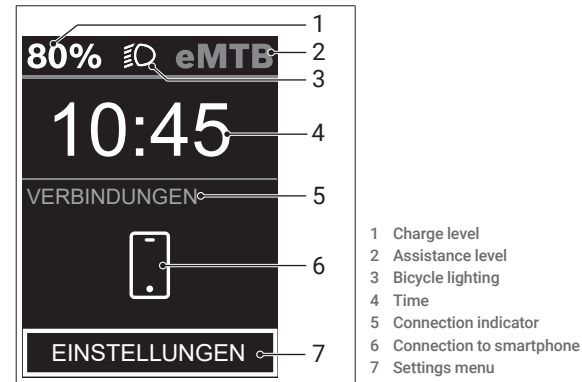 1
80% eMTB 2
3
10:45 4
VERBINDUNGEN 5
6
EINSTELLUNGEN 7
1 Charge level
2 Assistance level
3 Bicycle lighting
4 Time
5 Connection indicator
6 Connection to smartphone
7 Settings menu